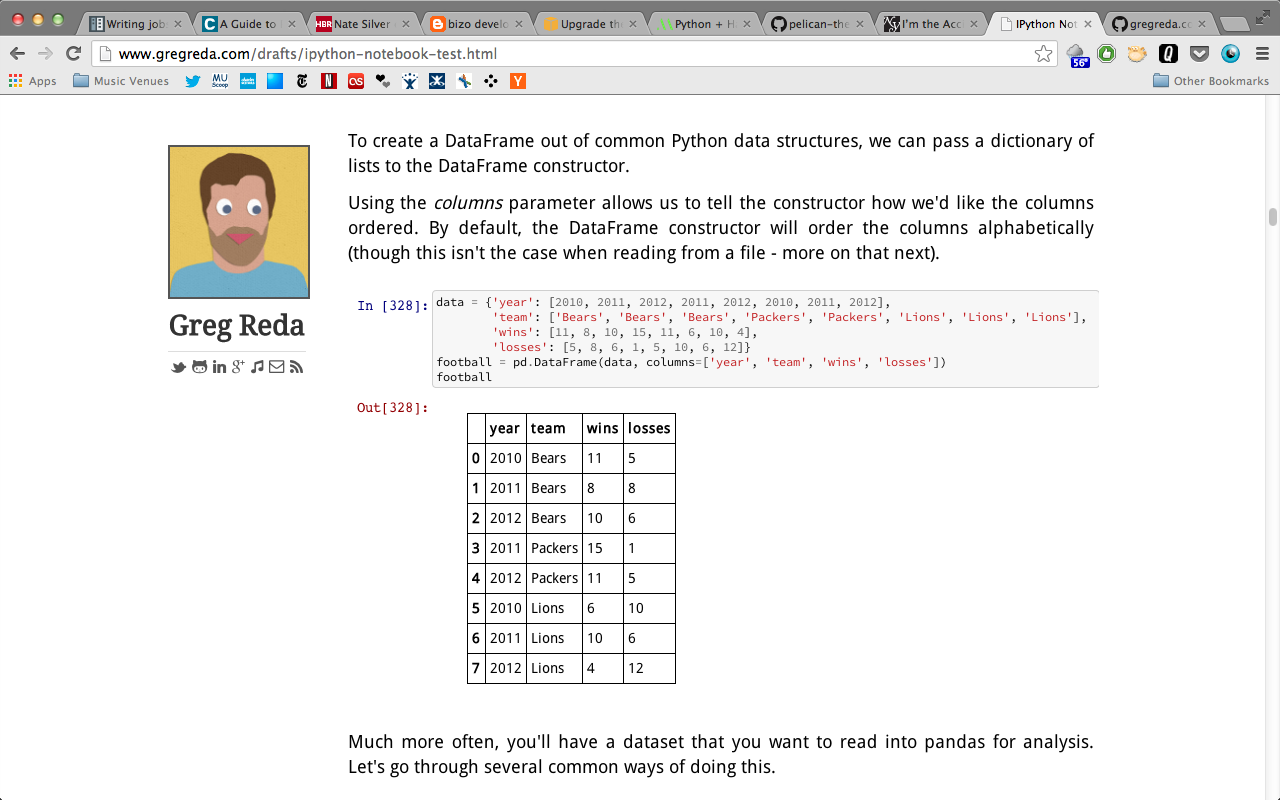 Writing job
A Guide to
HBR Nate Silver
bizo develo
Upgrade the
Python + H
pelican-the
I'm the Acc
IPython Not
gregreda.co
www.gregreda.com/drafts/ipython-notebook-test.html
56°
Apps
Music Venues
MU Scoop
Other Bookmarks
To create a DataFrame out of common Python data structures, we can pass a dictionary of
lists to the DataFrame constructor.
Using the columns parameter allows us to tell the constructor how we'd like the columns
ordered. By default, the DataFrame constructor will order the columns alphabetically
(though this isn't the case when reading from a file - more on that next).
Greg Reda
In [328]:
data = {'year': [2010, 2011, 2012, 2011, 2012, 2010, 2011, 2012],
'team': ['Bears', 'Bears', 'Bears', 'Packers', 'Packers', 'Lions', 'Lions', 'Lions'],
'wins': [11, 8, 10, 15, 11, 6, 10, 4],
'losses': [5, 8, 6, 1, 5, 10, 6, 12]}
football = pd.DataFrame(data, columns=['year', 'team', 'wins', 'losses'])
football
Out[328]:
year team wins losses
0 2010 Bears 11 5
1 2011 Bears 8 8
2 2012 Bears 10 6
3 2011 Packers 15 1
4 2012 Packers 11 5
5 2010 Lions 6 10
6 2011 Lions 10 6
7 2012 Lions 4 12
Much more often, you'll have a dataset that you want to read into pandas for analysis.
Let's go through several common ways of doing this.